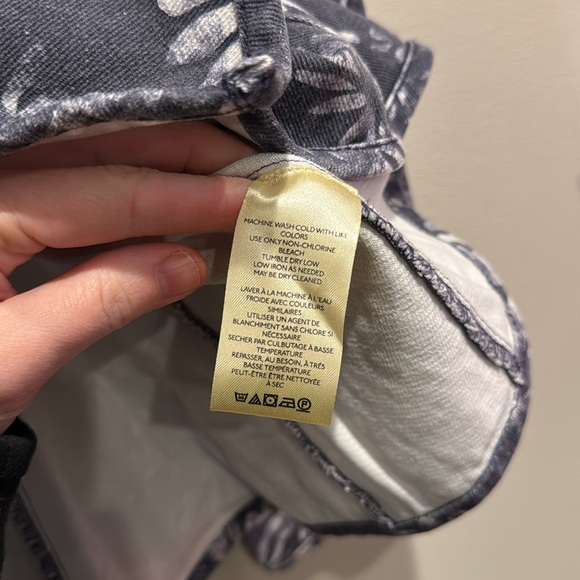 MACHINE WASH COLD WITH LIKE
COLORS
USE ONLY NON-CHLORINE
BLEACH
TUMBLE DRY LOW
LOW IRON AS NEEDED
MAY BE DRY CLEANED
LAVER À LA MACHINE À L'EAU
FROIDE AVEC COULEURS
SIMILAIRES
UTILISER UN AGENT DE
BLANCHIMENT SANS CHLORE SI
NÉCESSAIRE
SECHER PAR CULBUTAGE À BASSE
TEMPERATURE
REPASSER, AU BESOIN, À TRÈS
BASSE TEMPÉRATURE
PEUT-ÊTRE NETTOYÉE
À SEC